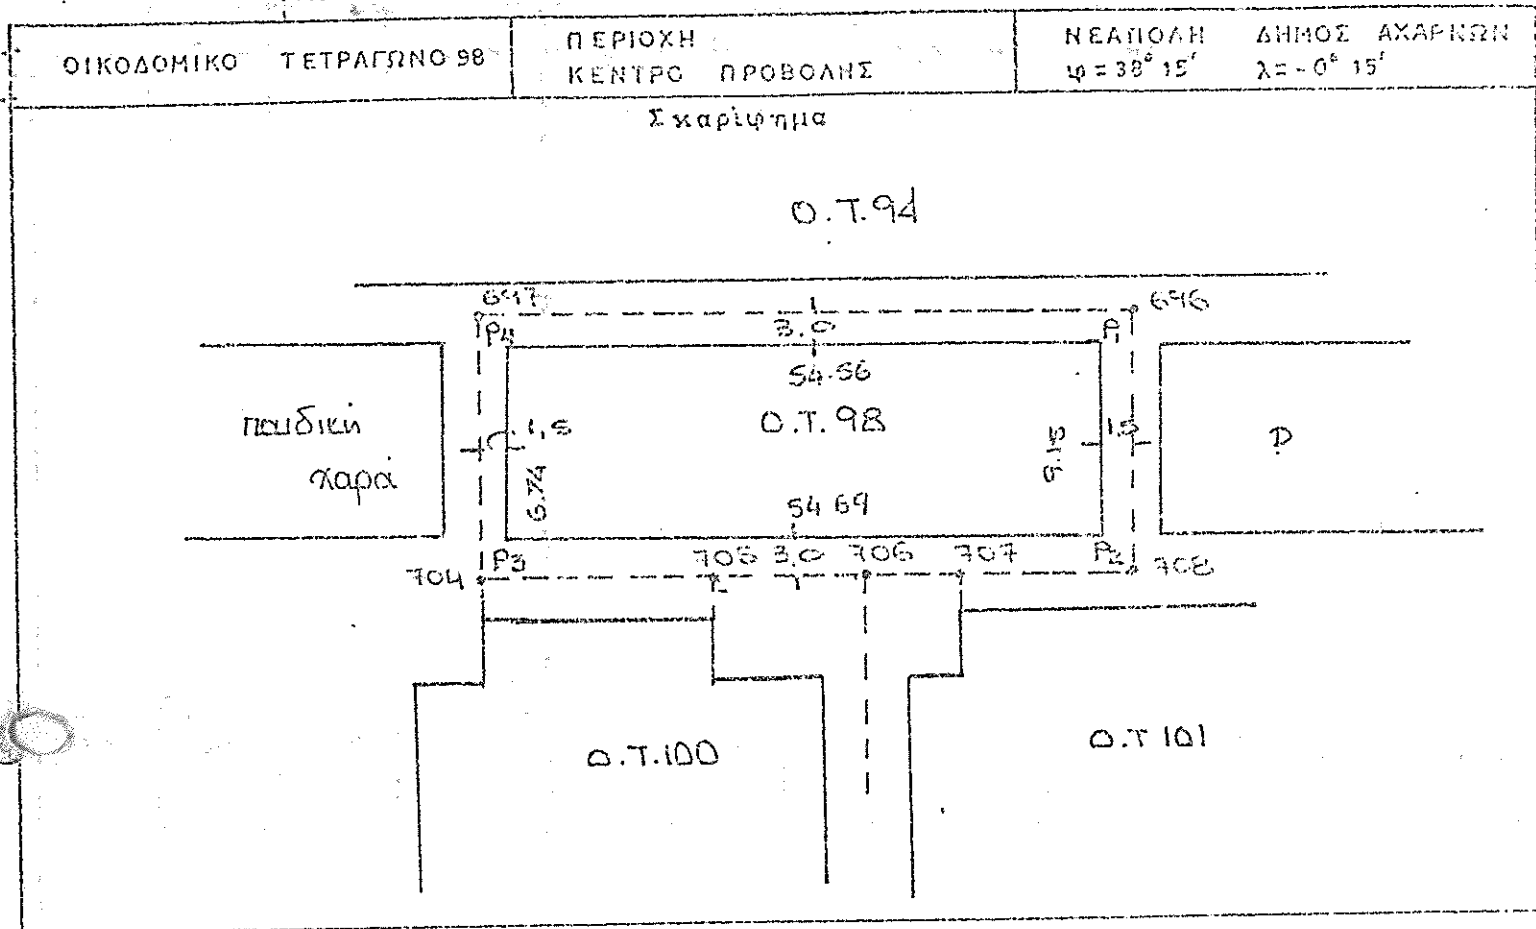 ΟΙΚΟΔΟΜΙΚΟ ΤΕΤΡΑΓΩΝΟ 98
ΠΕΡΙΟΧΗ
ΚΕΝΤΡΟ ΠΡΟΒΟΛΗΣ
ΝΕΑΠΟΛΗ ΔΗΜΟΣ ΑΧΑΡΝΩΝ
φ = 38° 15' λ = -0° 15'
Σκαρίφημα
Ο.Τ.94
697
696
P4
3.0
P1
54.56
παιδική
χαρά
1,5
Ο.Τ.98
1,5
P
6.74
9.15
54 69
P3
704
705
3.0
706
707
P2
708
Ο.Τ.100
Ο.Τ 101